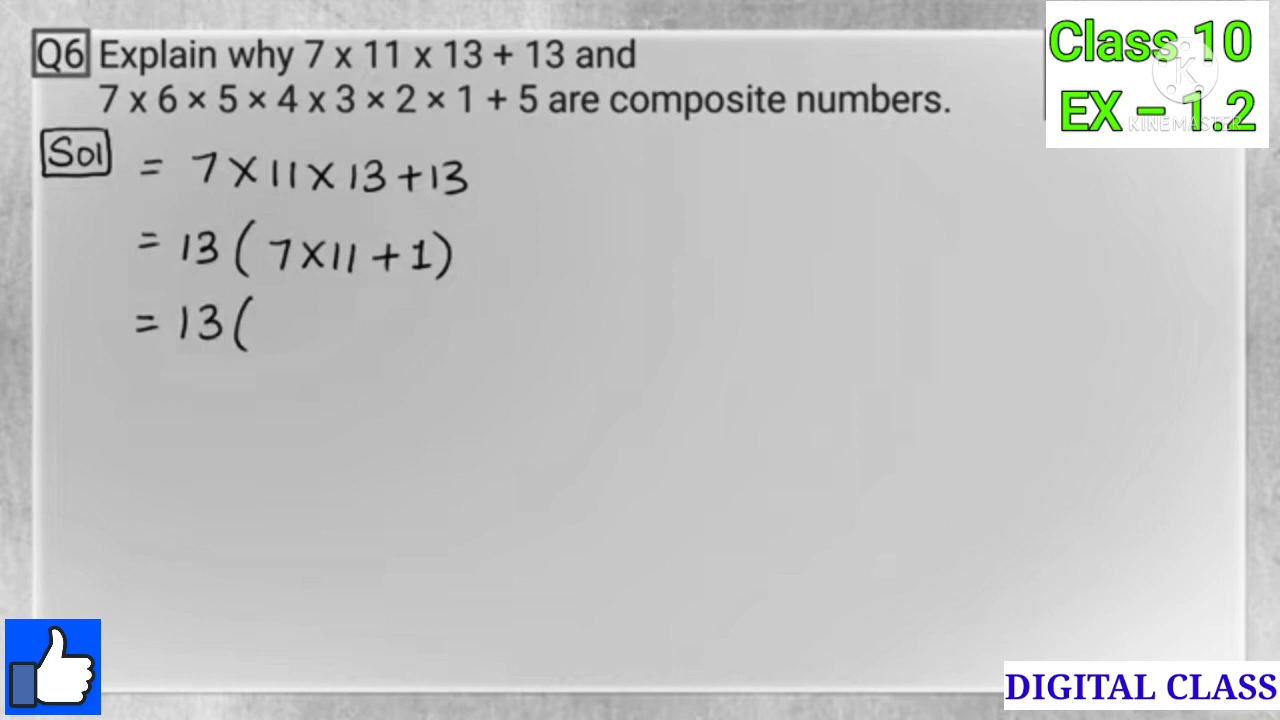 Q6 Explain why 7 x 11 x 13 + 13 and
7 x 6 × 5 × 4 x 3 × 2 × 1 + 5 are composite numbers.
Class 10
EX – 1.2
KINEMASTER
Sol = 7 × 11 × 13 + 13
= 13 ( 7 × 11 + 1)
= 13 (
DIGITAL CLASS